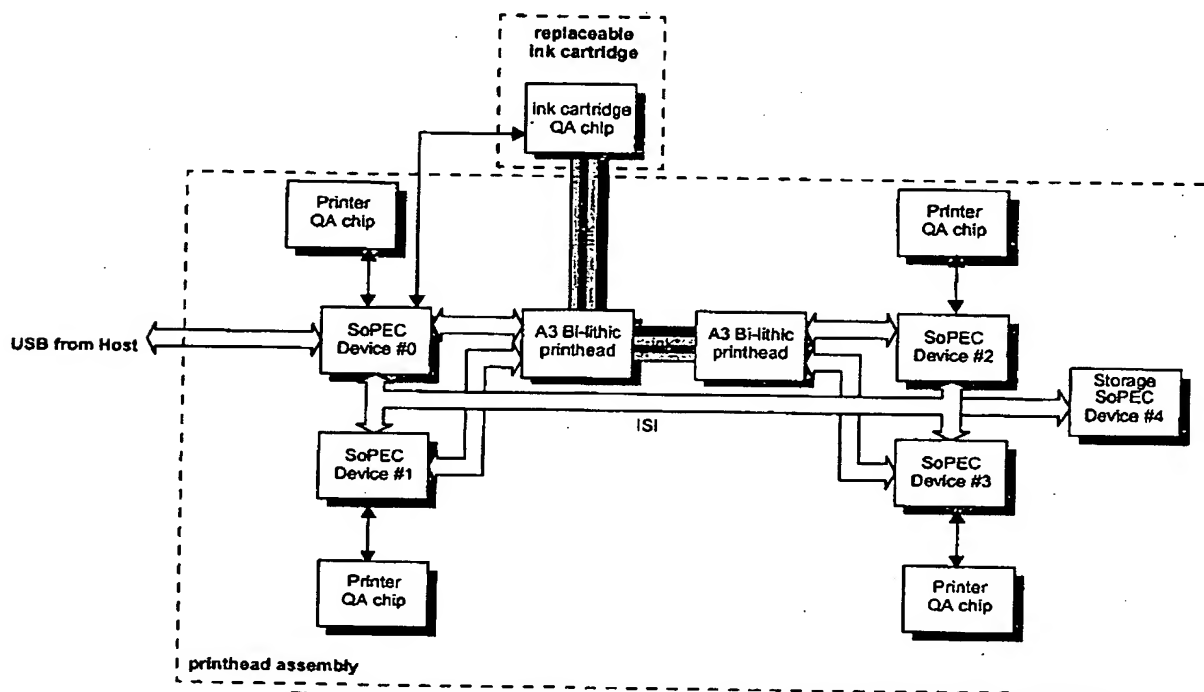 replaceable
ink cartridge
ink cartridge
QA chip
Printer
QA chip
Printer
QA chip
ink
USB from Host
SoPEC
Device #0
A3 Bi-lithic
printhead
ink
A3 Bi-lithic
printhead
SoPEC
Device #2
Storage
SoPEC
Device #4
ISI
SoPEC
Device #1
SoPEC
Device #3
Printer
QA chip
Printer
QA chip
printhead assembly